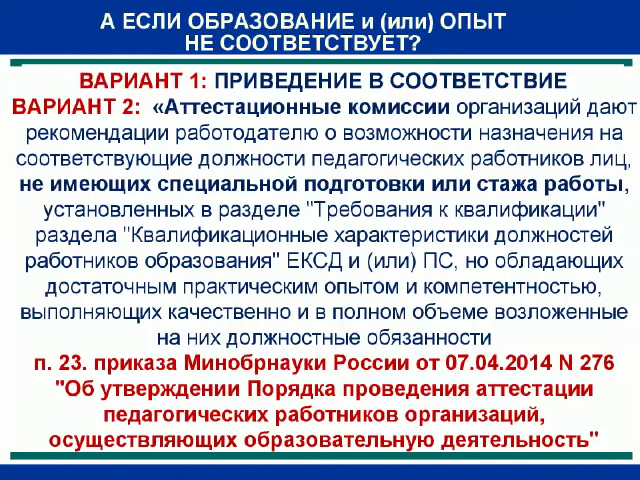 А ЕСЛИ ОБРАЗОВАНИЕ и (или) ОПЫТ
НЕ СООТВЕТСТВУЕТ?
ВАРИАНТ 1: ПРИВЕДЕНИЕ В СООТВЕТСТВИЕ
ВАРИАНТ 2: «Аттестационные комиссии организаций дают
рекомендации работодателю о возможности назначения на
соответствующие должности педагогических работников лиц,
не имеющих специальной подготовки или стажа работы,
установленных в разделе "Требования к квалификации"
раздела "Квалификационные характеристики должностей
работников образования" ЕКСД и (или) ПС, но обладающих
достаточным практическим опытом и компетентностью,
выполняющих качественно и в полном объеме возложенные
на них должностные обязанности
п. 23. приказа Минобрнауки России от 07.04.2014 N 276
"Об утверждении Порядка проведения аттестации
педагогических работников организаций,
осуществляющих образовательную деятельность"